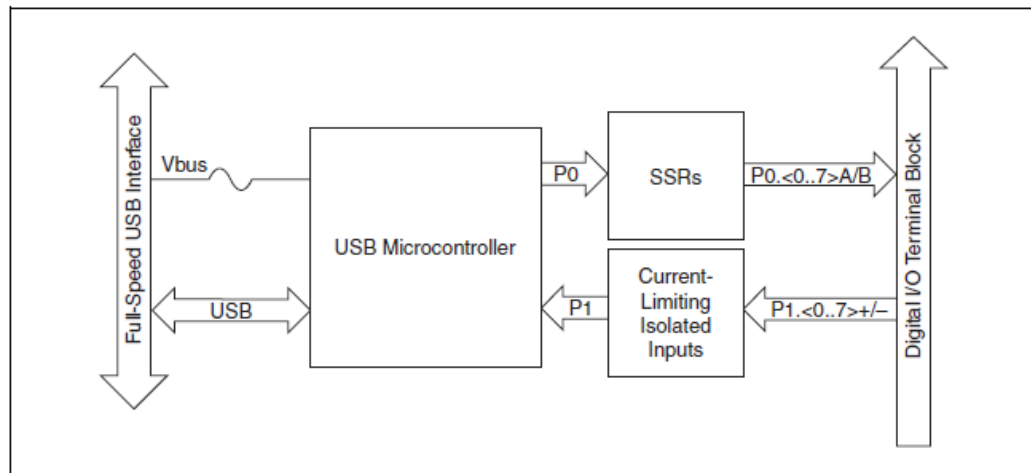 Full-Speed USB Interface
Vbus
USB
USB Microcontroller
P0
P1
SSRs
Current-
Limiting
Isolated
Inputs
P0.<0..7>A/B
P1.<0..7>+/–
Digital I/O Terminal Block